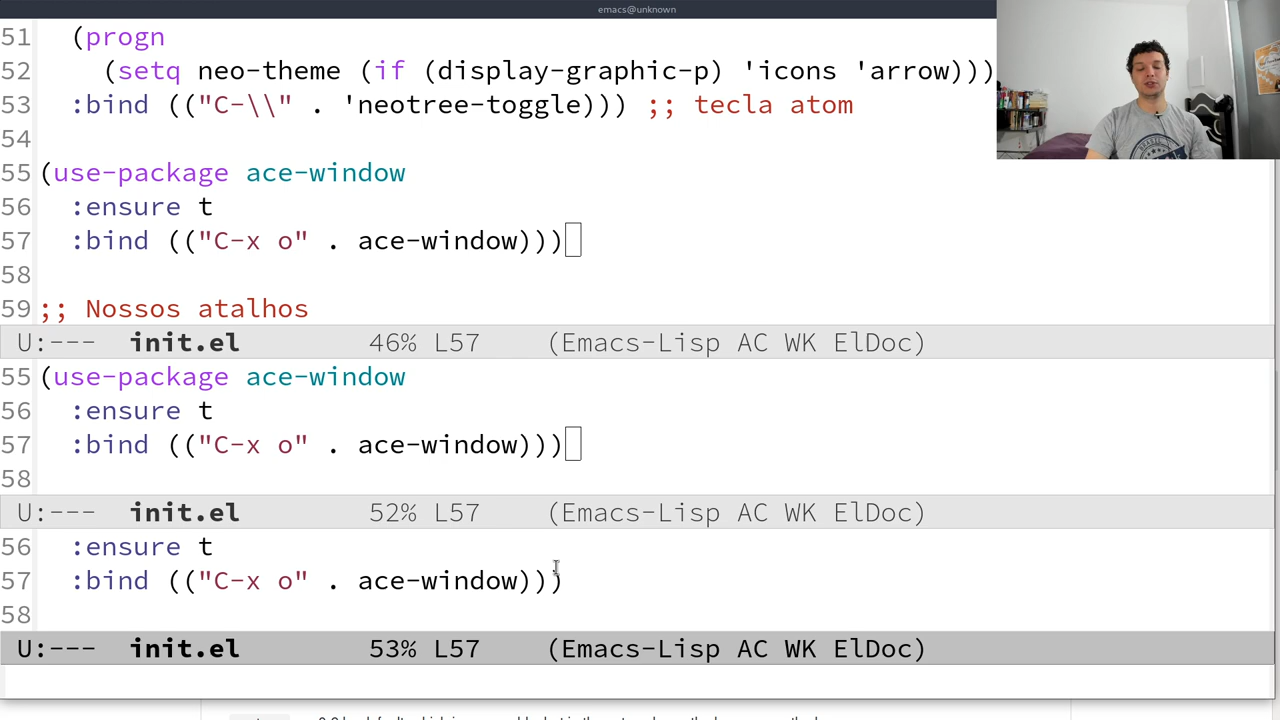 emacs@unknown
51 (progn
52 (setq neo-theme (if (display-graphic-p) 'icons 'arrow)))
53 :bind (("C-\\" . 'neotree-toggle))) ;; tecla atom
54
55 (use-package ace-window
56 :ensure t
57 :bind (("C-x o" . ace-window)))
58
59 ;; Nossos atalhos
U:--- init.el 46% L57 (Emacs-Lisp AC WK ElDoc)
55 (use-package ace-window
56 :ensure t
57 :bind (("C-x o" . ace-window)))
58
U:--- init.el 52% L57 (Emacs-Lisp AC WK ElDoc)
56 :ensure t
57 :bind (("C-x o" . ace-window)))
58
U:--- init.el 53% L57 (Emacs-Lisp AC WK ElDoc)